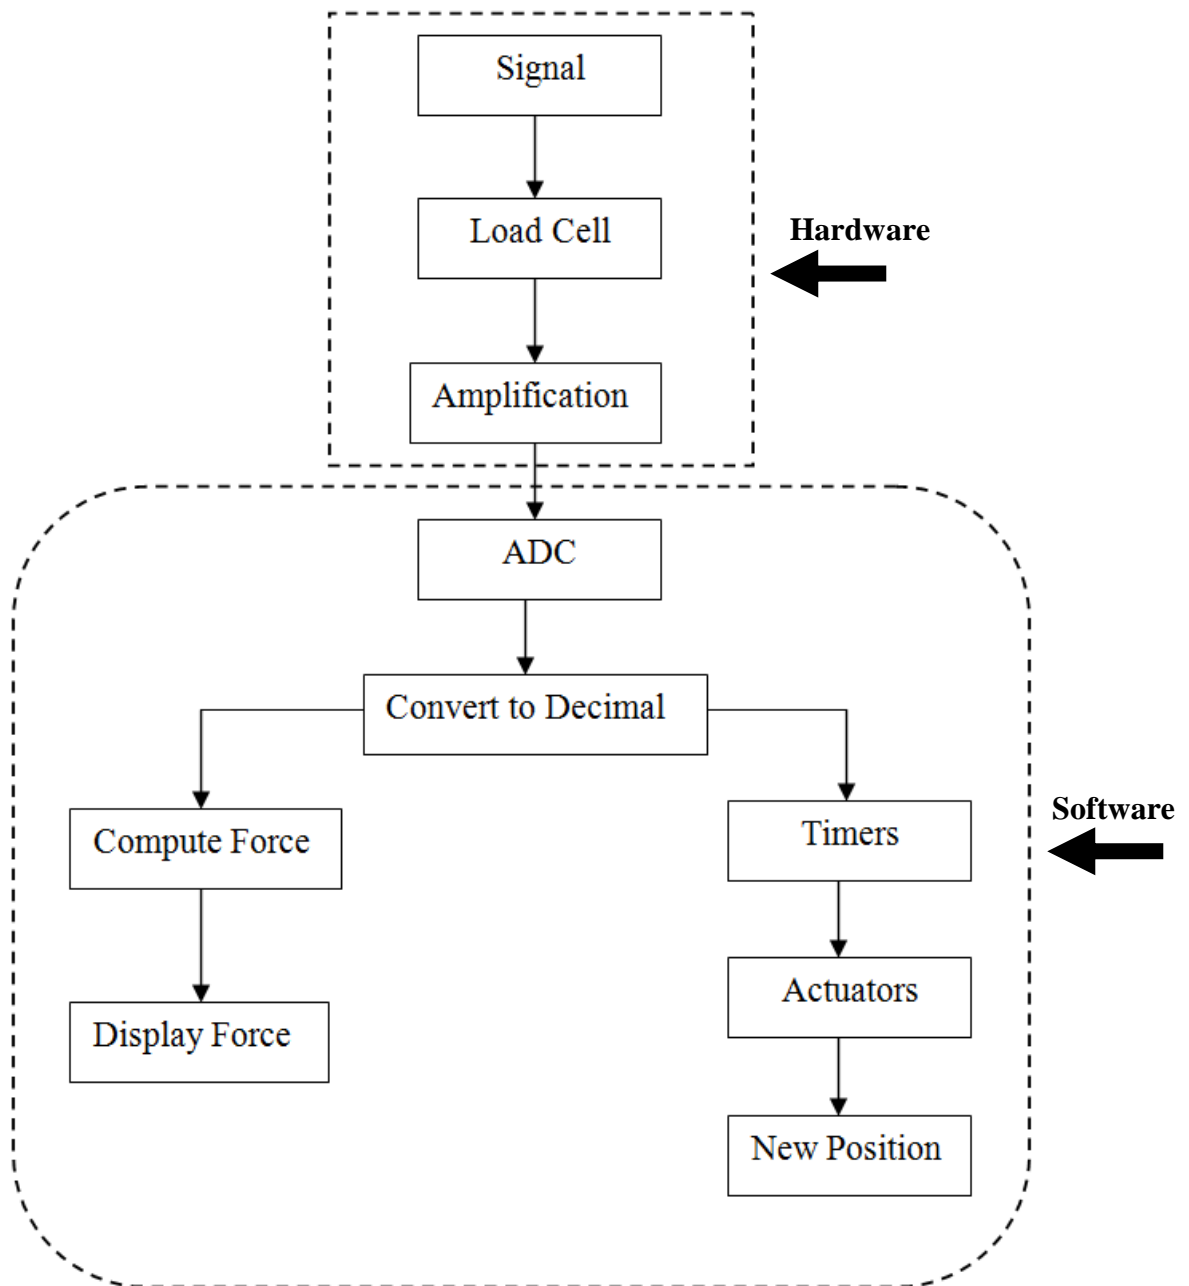 Signal
Load Cell
Hardware
Amplification
ADC
Convert to Decimal
Compute Force
Timers
Software
Actuators
Display Force
New Position